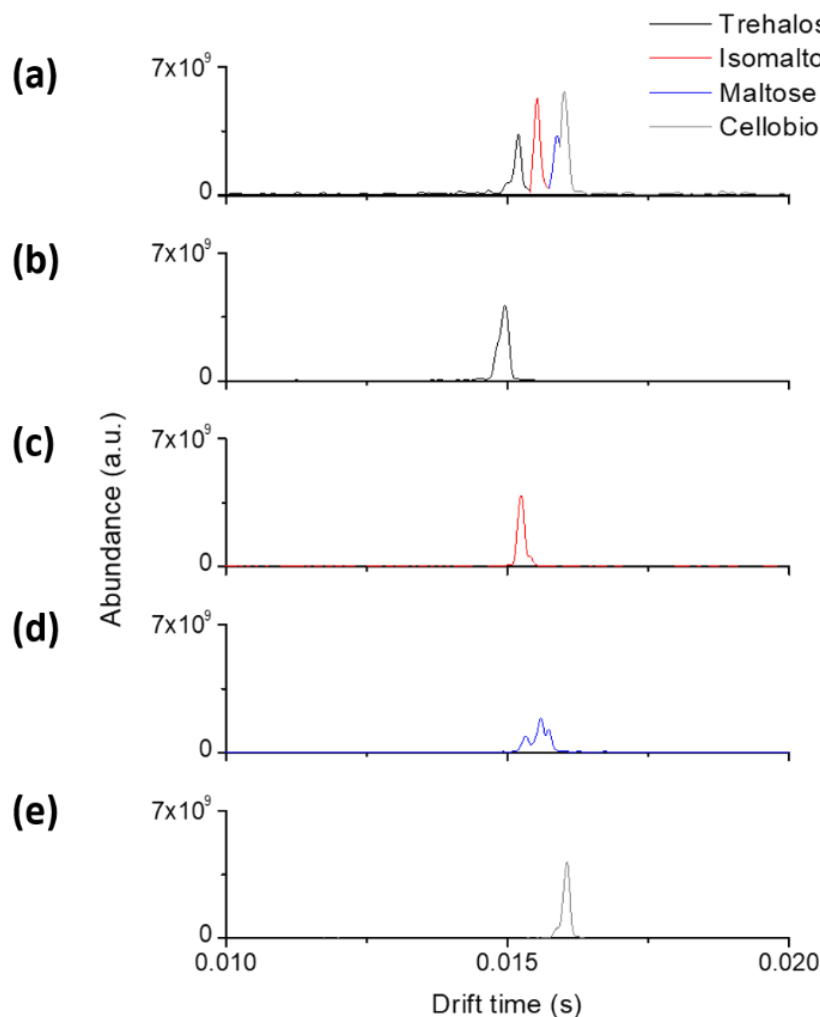 Trehalos
Isomalto
Maltose
Cellobio
(a)
7x10⁹
0
(b)
7x10⁹
0
(c)
7x10⁹
0
(d)
7x10⁹
0
(e)
7x10⁹
0
Abundance (a.u.)
0.010 0.015 0.020
Drift time (s)